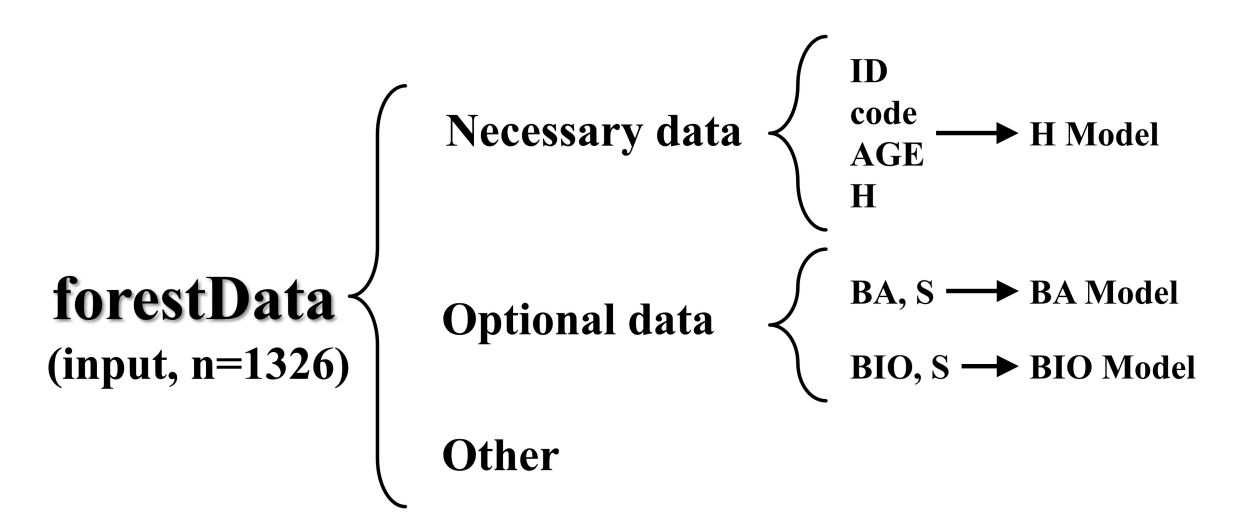 forestData
(input, n=1326)
Necessary data
ID
code
AGE
H
H Model
Optional data
BA, S
BA Model
BIO, S
BIO Model
Other